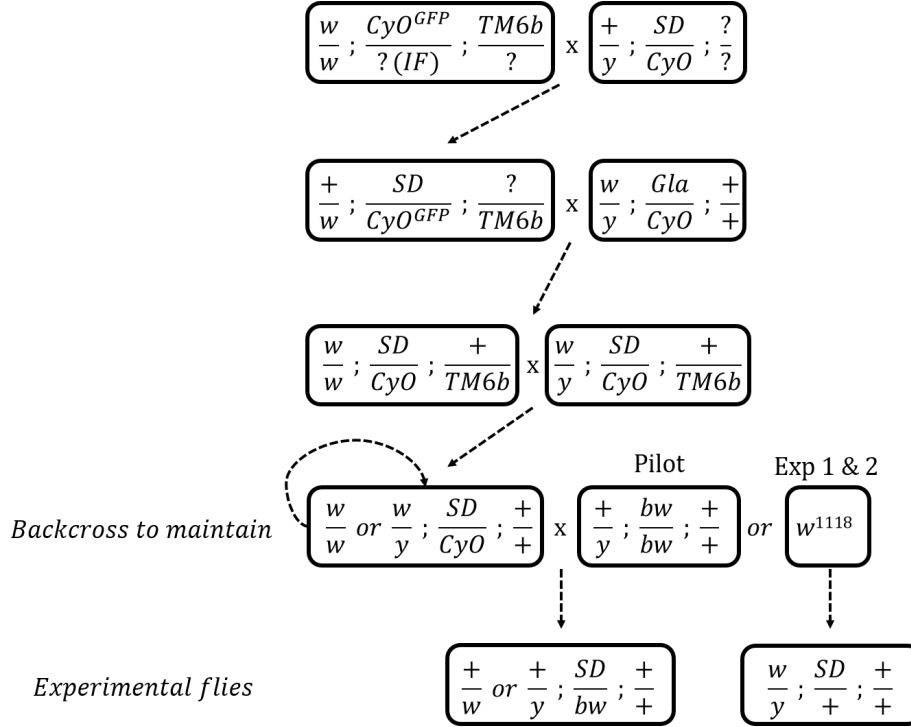 w/w ; CyO^GFP/? (IF) ; TM6b/? x +/y ; SD/CyO ; ?/?
+/w ; SD/CyO^GFP ; ?/TM6b x w/y ; Gla/CyO ; +/+
w/w ; SD/CyO ; +/TM6b x w/y ; SD/CyO ; +/TM6b
Pilot Exp 1 & 2
Backcross to maintain w/w or w/y ; SD/CyO ; +/+ x +/y ; bw/bw ; +/+ or w^1118
Experimental flies +/w or +/y ; SD/bw ; +/+ w/y ; SD/+ ; +/+